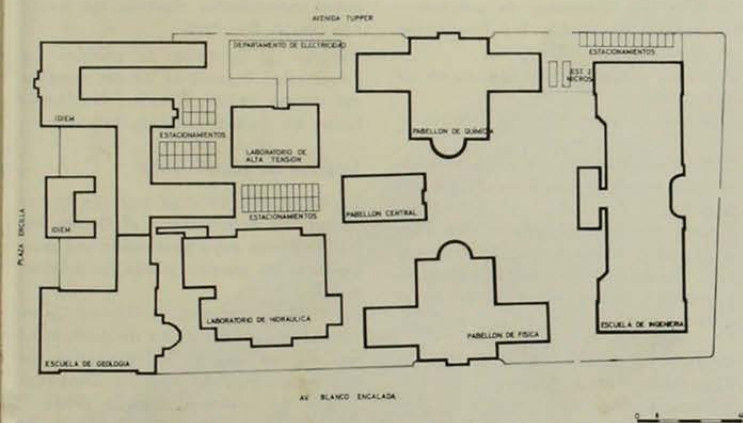 AVENIDA TUPPER
DEPARTAMENTO DE ELECTRICIDAD
ESTACIONAMIENTOS
EST 2
MICROS
IDIEM
ESTACIONAMIENTOS
PABELLON DE QUIMICA
LABORATORIO DE
ALTA TENSION
PLAZA ERCILLA
IDIEM
ESTACIONAMIENTOS
PABELLON CENTRAL
LABORATORIO DE HIDRAULICA
ESCUELA DE INGENIERIA
PABELLON DE FISICA
ESCUELA DE GEOLOGIA
AV. BLANCO ENCALADA
0